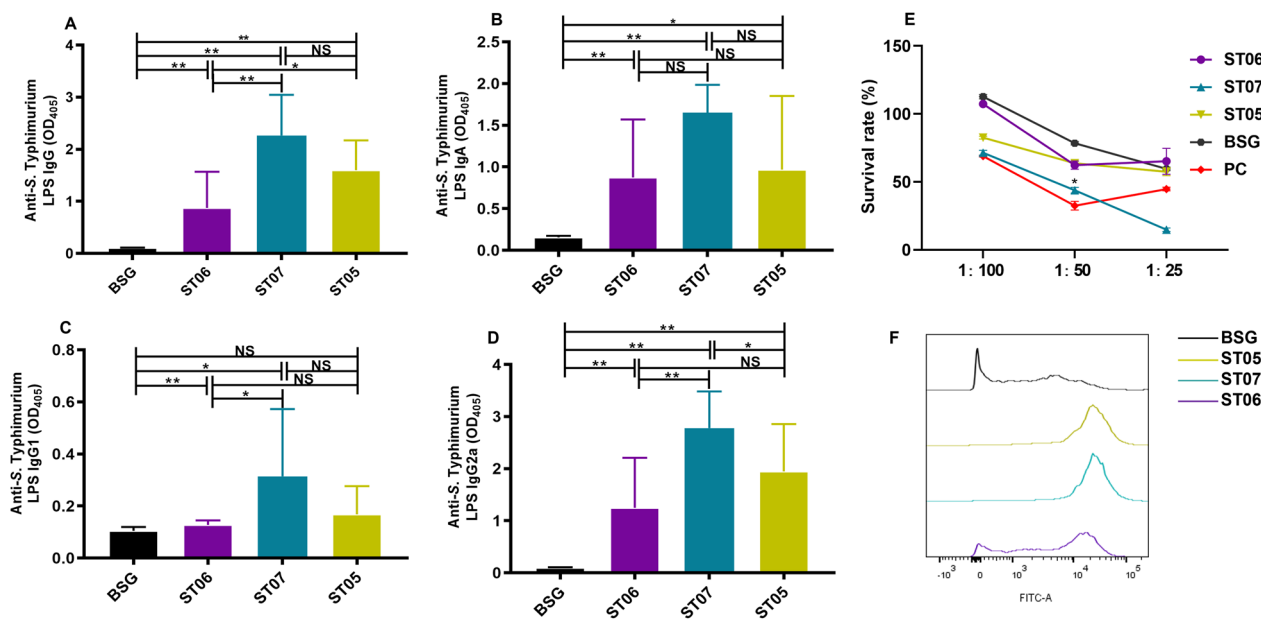 A
**
**
NS
**
*
**
4
3
2
1
0
Anti-S. Typhimurium
LPS IgG (OD405)
BSG
ST06
ST07
ST05
B
*
**
NS
**
NS
NS
2.5
2.0
1.5
1.0
0.5
0.0
Anti-S. Typhimurium
LPS IgA (OD405)
BSG
ST06
ST07
ST05
E
150
100
50
0
Survival rate (%)
*
1: 100
1: 50
1: 25
ST06
ST07
ST05
BSG
PC
C
NS
*
NS
**
NS
*
0.8
0.6
0.4
0.2
0.0
Anti-S. Typhimurium
LPS IgG1 (OD405)
BSG
ST06
ST07
ST05
D
**
**
*
**
NS
**
4
3
2
1
0
Anti-S. Typhimurium
LPS IgG2a (OD405)
BSG
ST06
ST07
ST05
F
BSG
ST05
ST07
ST06
-10³
0
10³
10⁴
10⁵
FITC-A